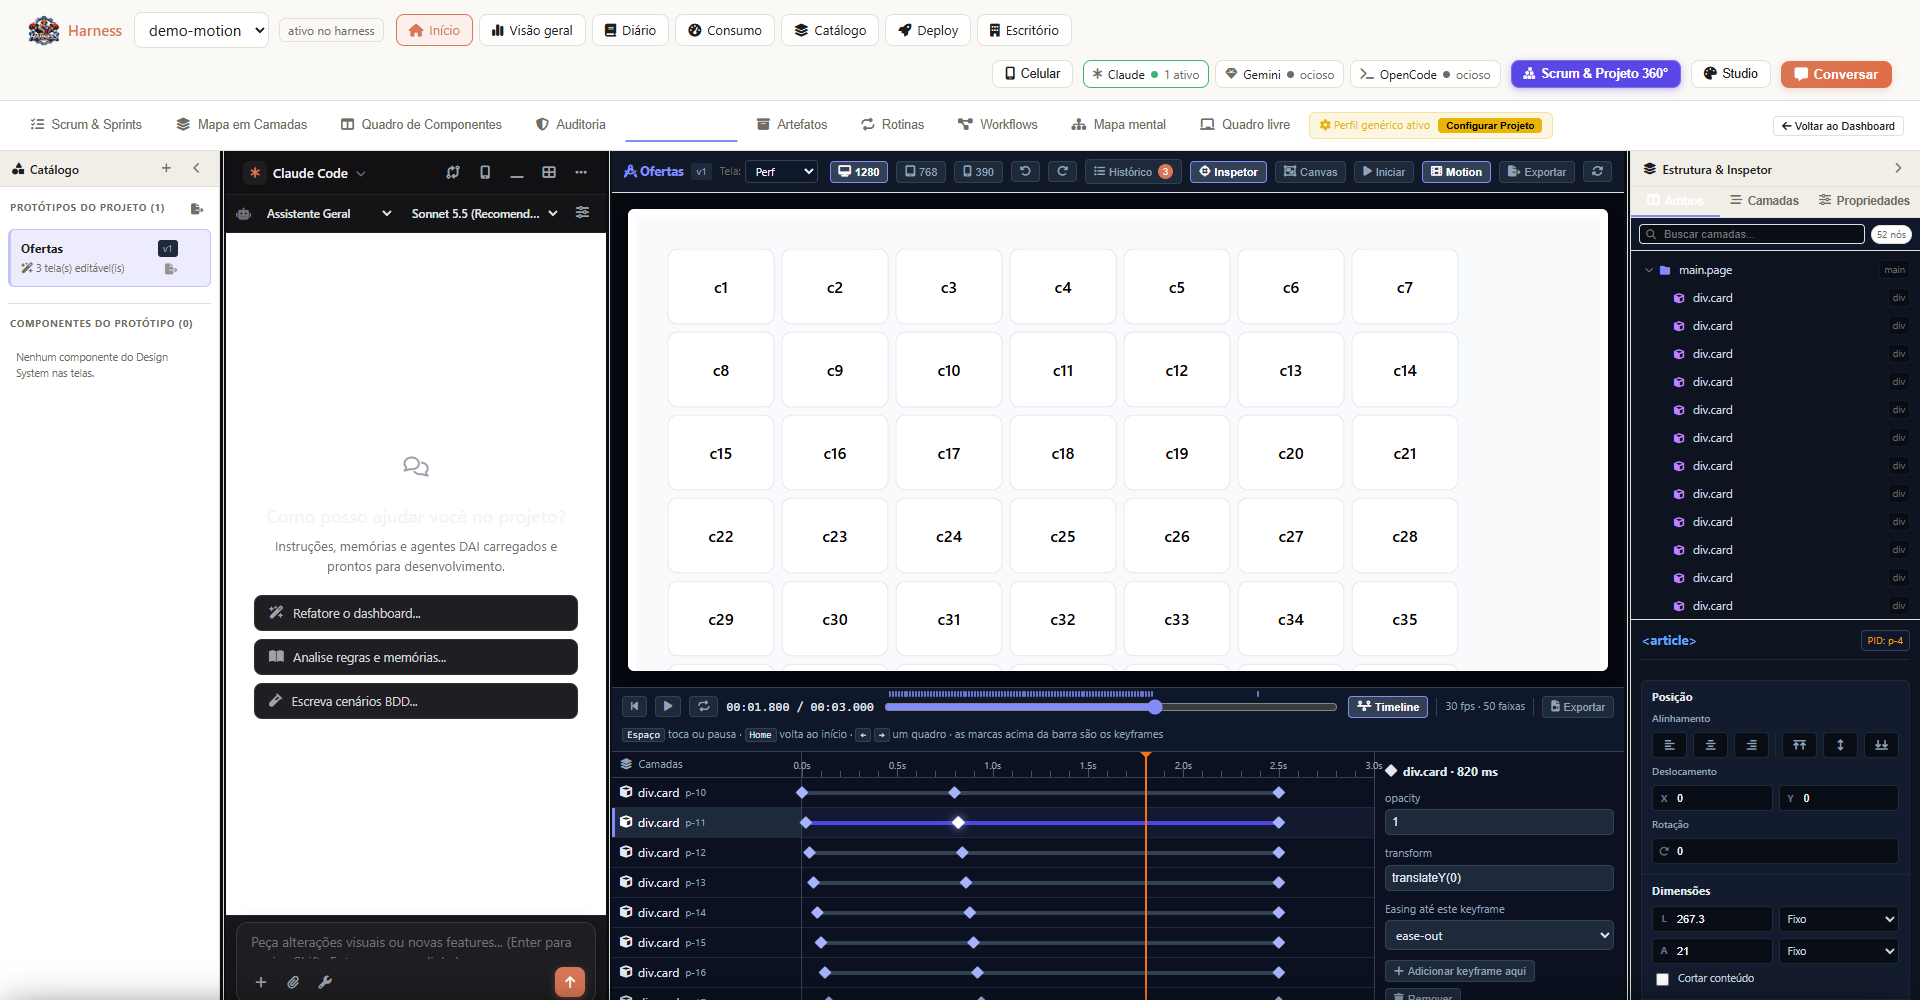 Harness
demo-motion
ativo no harness
Início
Visão geral
Diário
Consumo
Catálogo
Deploy
Escritório
Celular
Claude
1 ativo
Gemini
ocioso
OpenCode
ocioso
Scrum & Projeto 360°
Studio
Conversar
Scrum & Sprints
Mapa em Camadas
Quadro de Componentes
Auditoria
Artefatos
Rotinas
Workflows
Mapa mental
Quadro livre
Perfil genérico ativo
Configurar Projeto
Voltar ao Dashboard
Catálogo
PROTÓTIPOS DO PROJETO (1)
Ofertas
v1
3 tela(s) editável(is)
COMPONENTES DO PROTÓTIPO (0)
Nenhum componente do Design
System nas telas.
Claude Code
Assistente Geral
Sonnet 5.5 (Recomend...
Como posso ajudar você no projeto?
Instruções, memórias e agentes DAI carregados e
prontos para desenvolvimento.
Refatore o dashboard...
Analise regras e memórias...
Escreva cenários BDD...
Peça alterações visuais ou novas features... (Enter para
Ofertas
v1
Tela:
Perf
1280
768
390
Histórico
3
Inspetor
Canvas
Iniciar
Motion
Exportar
c1
c2
c3
c4
c5
c6
c7
c8
c9
c10
c11
c12
c13
c14
c15
c16
c17
c18
c19
c20
c21
c22
c23
c24
c25
c26
c27
c28
c29
c30
c31
c32
c33
c34
c35
00:01.800 / 00:03.000
Timeline
30 fps · 50 faixas
Exportar
Espaço toca ou pausa · Home volta ao início · ← → um quadro · as marcas acima da barra são os keyframes
Camadas
0.0s
0.5s
1.0s
1.5s
2.0s
2.5s
3.0s
div.card p-10
div.card p-11
div.card p-12
div.card p-13
div.card p-14
div.card p-15
div.card p-16
div.card · 820 ms
opacity
1
transform
translateY(0)
Easing até este keyframe
ease-out
Adicionar keyframe aqui
Remover
Estrutura & Inspetor
Ambos
Camadas
Propriedades
Buscar camadas...
52 nós
main.page
main
div.card
div
div.card
div
div.card
div
div.card
div
div.card
div
div.card
div
div.card
div
div.card
div
div.card
div
div.card
div
div.card
div
div.card
div
<article>
PID: p-4
Posição
Alinhamento
Deslocamento
X 0
Y 0
Rotação
0
Dimensões
L 267.3
Fixo
A 21
Fixo
Cortar conteúdo